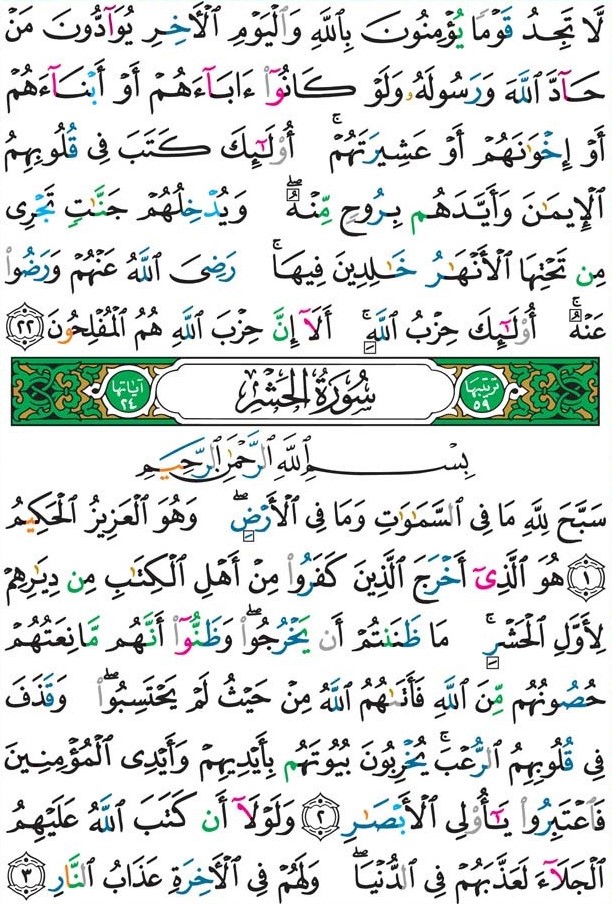 لَّا تَجِدُ قَوْمًا يُؤْمِنُونَ بِٱللَّهِ وَٱلْيَوْمِ ٱلْأٓخِرِ يُوَآدُّونَ مَنْ
حَآدَّ ٱللَّهَ وَرَسُولَهُۥ وَلَوْ كَانُوٓا۟ ءَابَآءَهُمْ أَوْ أَبْنَآءَهُمْ
أَوْ إِخْوَٰنَهُمْ أَوْ عَشِيرَتَهُمْ ۚ أُو۟لَٰٓئِكَ كَتَبَ فِى قُلُوبِهِمُ
ٱلْإِيمَٰنَ وَأَيَّدَهُم بِرُوحٍ مِّنْهُ ۖ وَيُدْخِلُهُمْ جَنَّٰتٍ تَجْرِى
مِن تَحْتِهَا ٱلْأَنْهَٰرُ خَٰلِدِينَ فِيهَا ۚ رَضِىَ ٱللَّهُ عَنْهُمْ وَرَضُوا۟
عَنْهُ ۚ أُو۟لَٰٓئِكَ حِزْبُ ٱللَّهِ ۚ أَلَآ إِنَّ حِزْبَ ٱللَّهِ هُمُ ٱلْمُفْلِحُونَ ٢٢
ترتيبها ٥٩ سُورَةُ الْحَشْرِ آياتها ٢٤
بِسْمِ ٱللَّهِ ٱلرَّحْمَٰنِ ٱلرَّحِيمِ
سَبَّحَ لِلَّهِ مَا فِى ٱلسَّمَٰوَٰتِ وَمَا فِى ٱلْأَرْضِ ۖ وَهُوَ ٱلْعَزِيزُ ٱلْحَكِيمُ
١ هُوَ ٱلَّذِىٓ أَخْرَجَ ٱلَّذِينَ كَفَرُوا۟ مِنْ أَهْلِ ٱلْكِتَٰبِ مِن دِيَٰرِهِمْ
لِأَوَّلِ ٱلْحَشْرِ ۚ مَا ظَنَنتُمْ أَن يَخْرُجُوا۟ ۖ وَظَنُّوٓا۟ أَنَّهُم مَّانِعَتُهُمْ
حُصُونُهُم مِّنَ ٱللَّهِ فَأَتَىٰهُمُ ٱللَّهُ مِنْ حَيْثُ لَمْ يَحْتَسِبُوا۟ ۖ وَقَذَفَ
فِى قُلُوبِهِمُ ٱلرُّعْبَ ۚ يُخْرِبُونَ بُيُوتَهُم بِأَيْدِيهِمْ وَأَيْدِى ٱلْمُؤْمِنِينَ
فَٱعْتَبِرُوا۟ يَٰٓأُو۟لِى ٱلْأَبْصَٰرِ ٢ وَلَوْلَآ أَن كَتَبَ ٱللَّهُ عَلَيْهِمُ
ٱلْجَلَآءَ لَعَذَّبَهُمْ فِى ٱلدُّنْيَا ۖ وَلَهُمْ فِى ٱلْأٓخِرَةِ عَذَابُ ٱلنَّارِ ٣